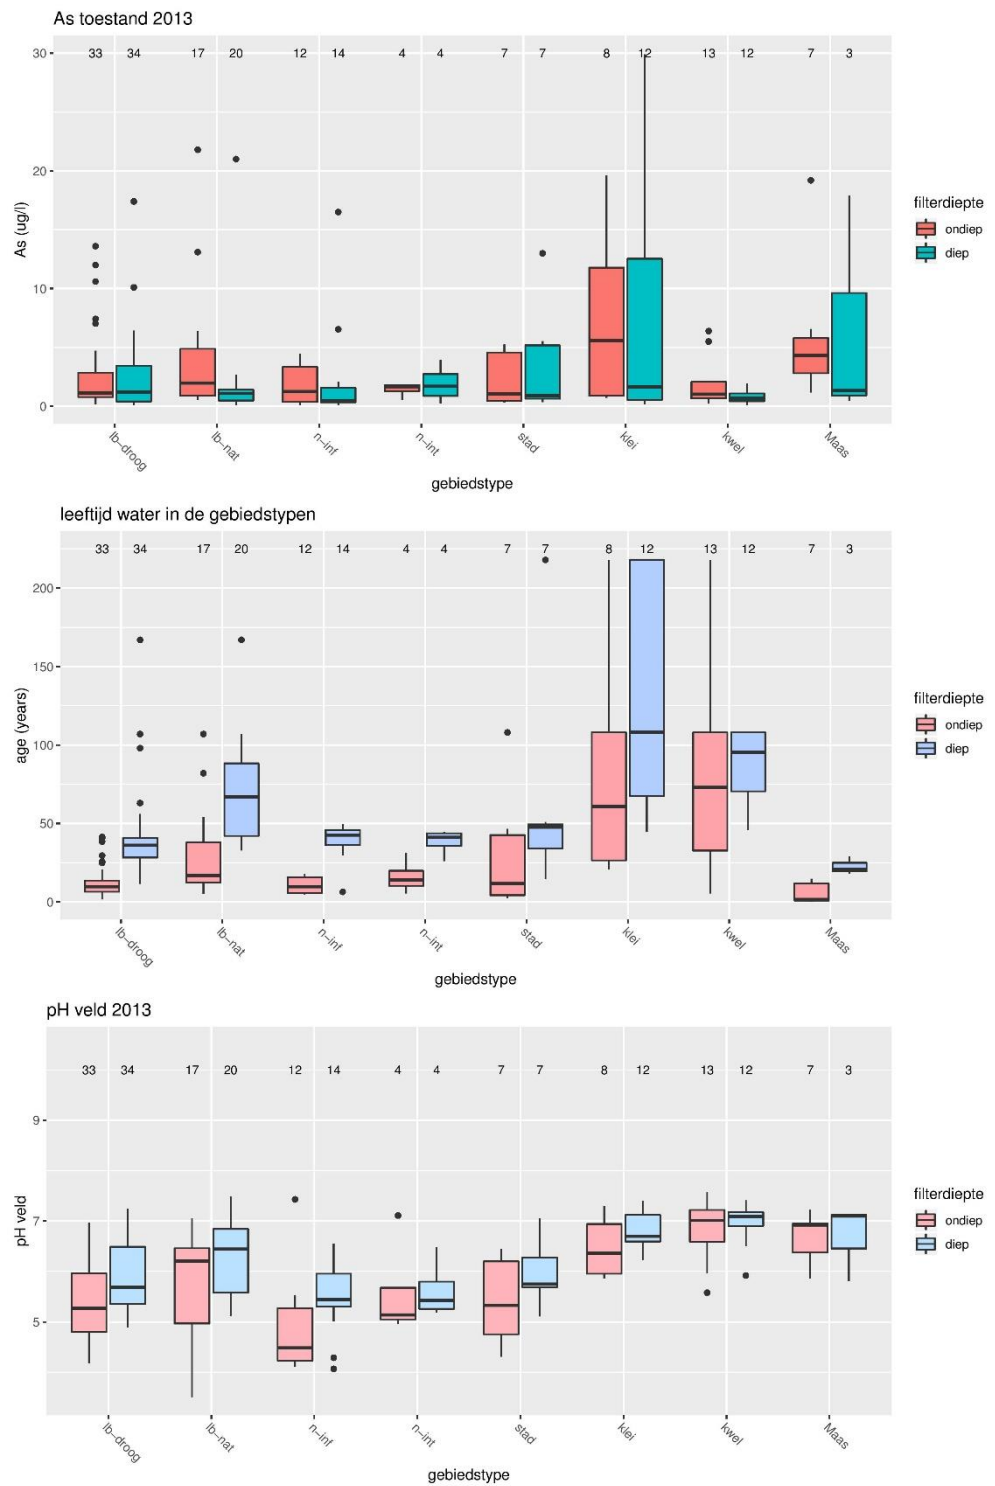 As toestand 2013
33 34 17 20 12 14 4 4 7 7 8 12 13 12 7 3
30
20
10
0
As (ug/l)
lb-droog lb-nat n-inf n-int stad klei kwel Maas
gebiedstype
filterdiepte
ondiep
diep
leeftijd water in de gebiedstypen
33 34 17 20 12 14 4 4 7 7 8 12 13 12 7 3
200
150
100
50
0
age (years)
lb-droog lb-nat n-inf n-int stad klei kwel Maas
gebiedstype
filterdiepte
ondiep
diep
pH veld 2013
33 34 17 20 12 14 4 4 7 7 8 12 13 12 7 3
9
7
5
pH veld
lb-droog lb-nat n-inf n-int stad klei kwel Maas
gebiedstype
filterdiepte
ondiep
diep